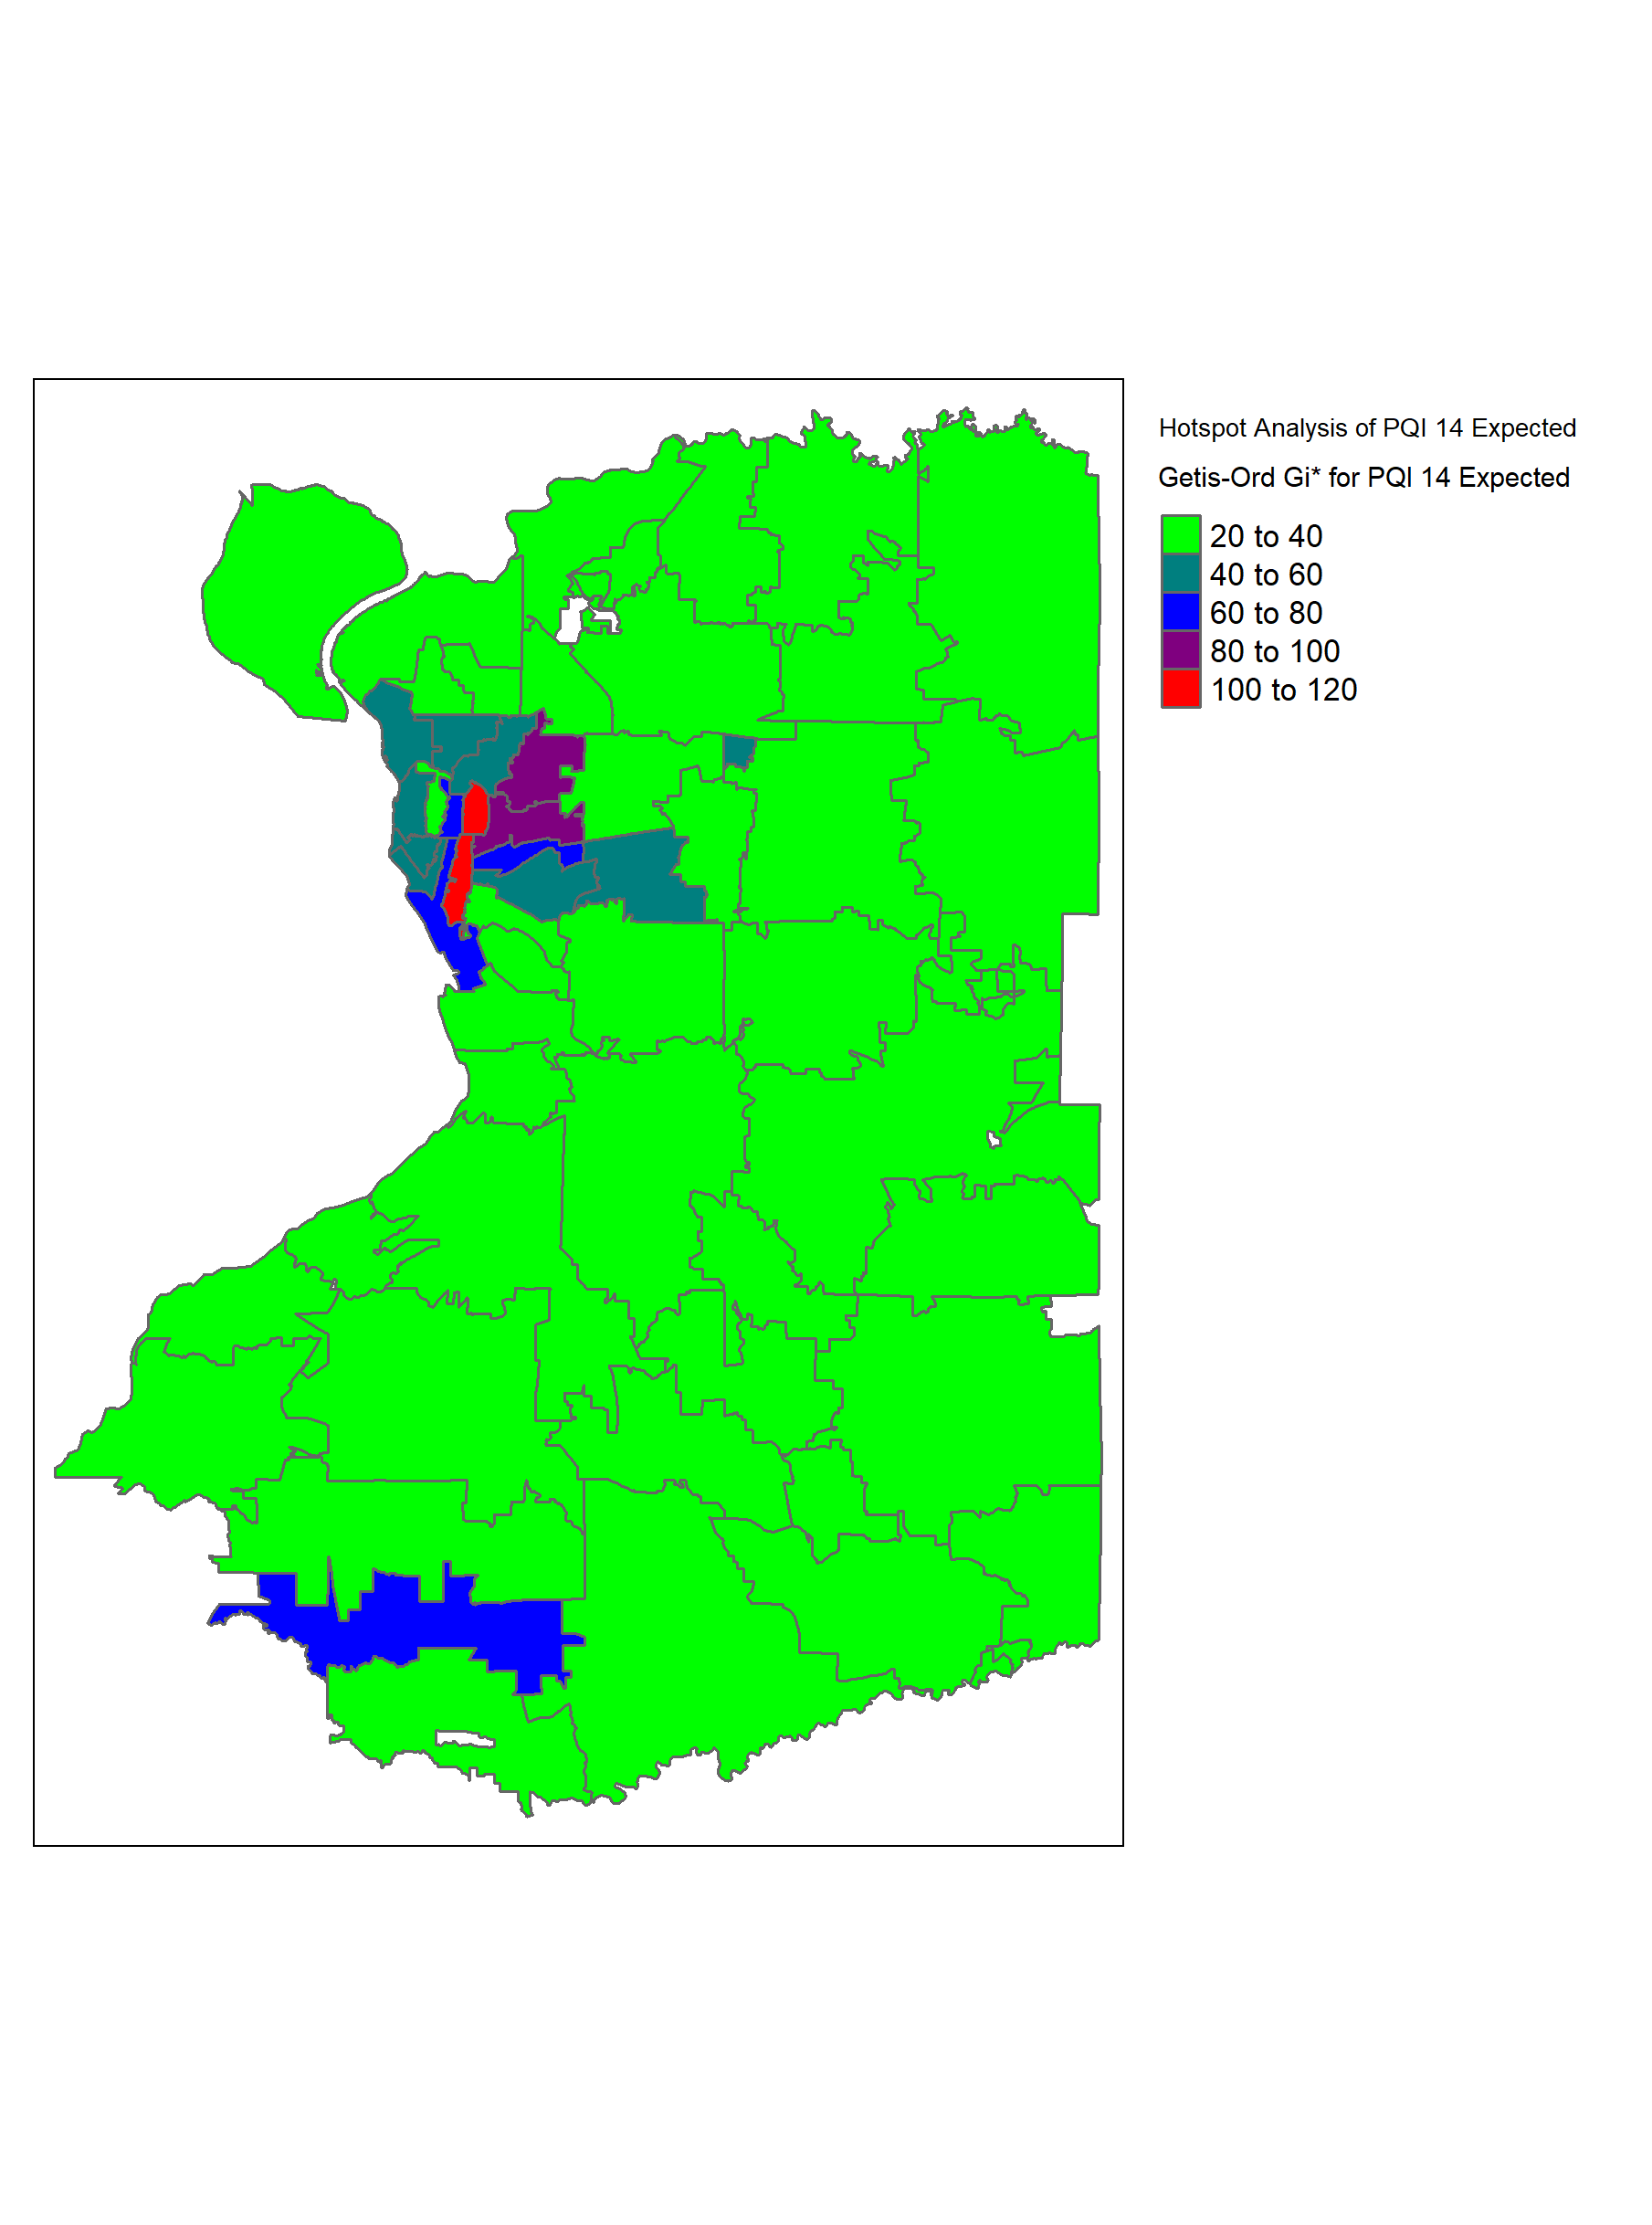 Hotspot Analysis of PQI 14 Expected
Getis-Ord Gi* for PQI 14 Expected
20 to 40
40 to 60
60 to 80
80 to 100
100 to 120